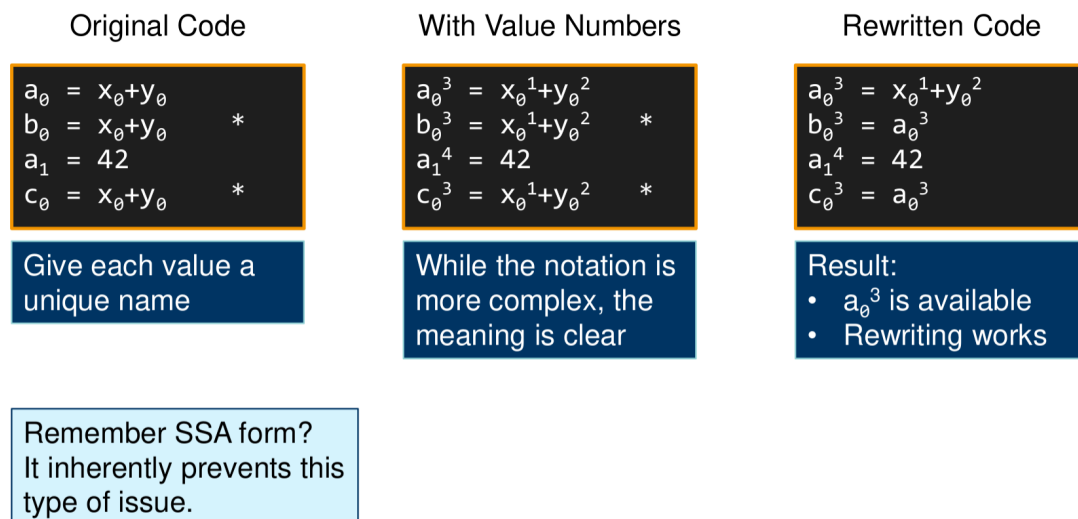 Original Code
a₀ = x₀+y₀
b₀ = x₀+y₀ *
a₁ = 42
c₀ = x₀+y₀ *
Give each value a
unique name
With Value Numbers
a₀³ = x₀¹+y₀²
b₀³ = x₀¹+y₀² *
a₁⁴ = 42
c₀³ = x₀¹+y₀² *
While the notation is
more complex, the
meaning is clear
Rewritten Code
a₀³ = x₀¹+y₀²
b₀³ = a₀³
a₁⁴ = 42
c₀³ = a₀³
Result:
• a₀³ is available
• Rewriting works
Remember SSA form?
It inherently prevents this
type of issue.